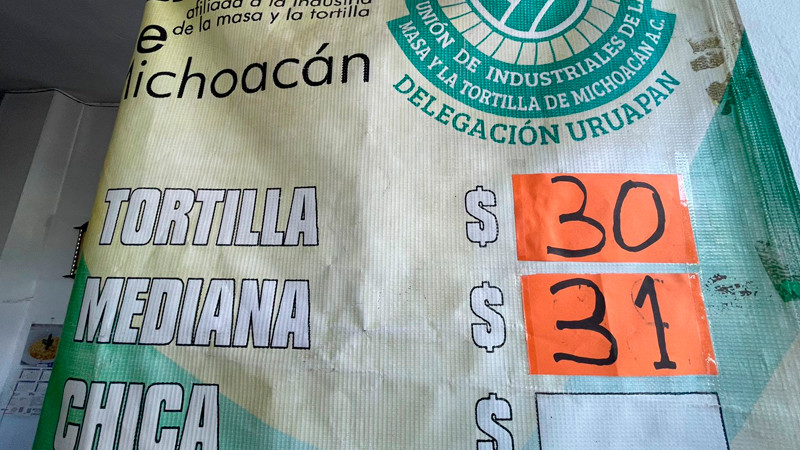 afiliada a la industria
de la masa y la tortilla
e
Michoacán
UNIÓN DE INDUSTRIALES DE LA
MASA Y LA TORTILLA DE MICHOACÁN A.C.
DELEGACIÓN URUAPAN
TORTILLA $ 30
MEDIANA $ 31
CHICA $